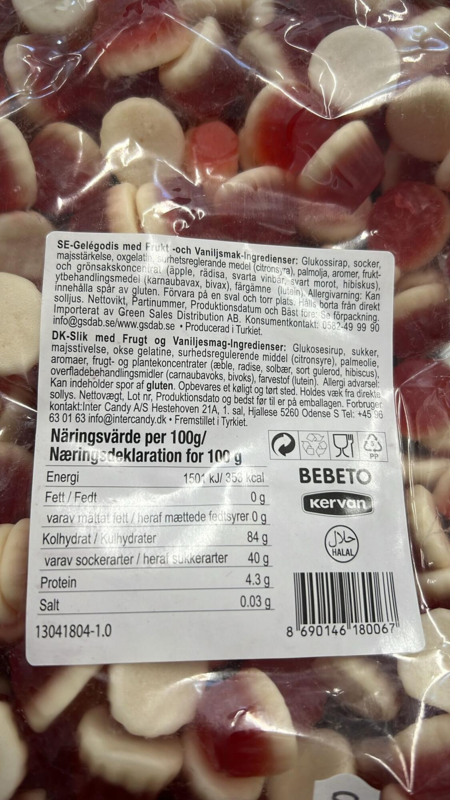 SE-Gelégodis med Frukt -och Vaniljsmak-Ingredienser: Glukossirap, socker,
majsstärkelse, oxgelatin, surhetsreglerande medel (citronsyra), palmolja, aromer, frukt-
och grönsakskoncentrat (äpple, rädisa, svarta vinbär, svart morot, hibiskus),
ytbehandlingsmedel (karnaubavax, bivax), färgämne (lutein). Allergivarning: Kan
innehålla spår av gluten. Förvara på en sval och torr plats. Hålls borta från direkt
solljus. Nettovikt, Partinummer, Produktionsdatum och Bäst före: Se förpackning.
Importerat av Green Sales Distribution AB. Konsumentkontakt: 0587-49 99 90
info@gsdab.se/www.gsdab.se • Producerad i Turkiet.
DK-Slik med Frugt og Vaniljesmag-Ingredienser: Glukosesirup, sukker,
majsstivelse, okse gelatine, surhedsregulerende middel (citronsyre), palmeolie,
aromaer, frugt- og plantekoncentrater (æble, radise, solbær, sort gulerod, hibiscus),
overfladebehandlingsmidler (carnaubavoks, bivoks), farvestof (lutein). Allergi advarsel:
Kan indeholder spor af gluten. Opbevares et køligt og tørt sted. Holdes væk fra direkte
sollys. Nettovægt, Lot nr, Produktionsdato og bedst før til er på emballagen. Forbruger
kontakt:Inter Candy A/S Hestehoven 21A, 1. sal, Hjallese 5260 Odense S Tel: +45 96
63 01 63 info@intercandy.dk • Fremstillet i Tyrkiet.
Näringsvärde per 100g/
Næringsdeklaration for 100 g
Energi 1501 kJ/ 353 kcal
Fett / Fedt 0 g
varav mättat fett / heraf mættede fedtsyrer 0 g
Kolhydrat / Kulhydrater 84 g
varav sockerarter / heraf sukkerarter 40 g
Protein 4.3 g
Salt 0.03 g
13041804-1.0
PP
BEBETO
kervan
حلال
HALAL
8 690146 180067